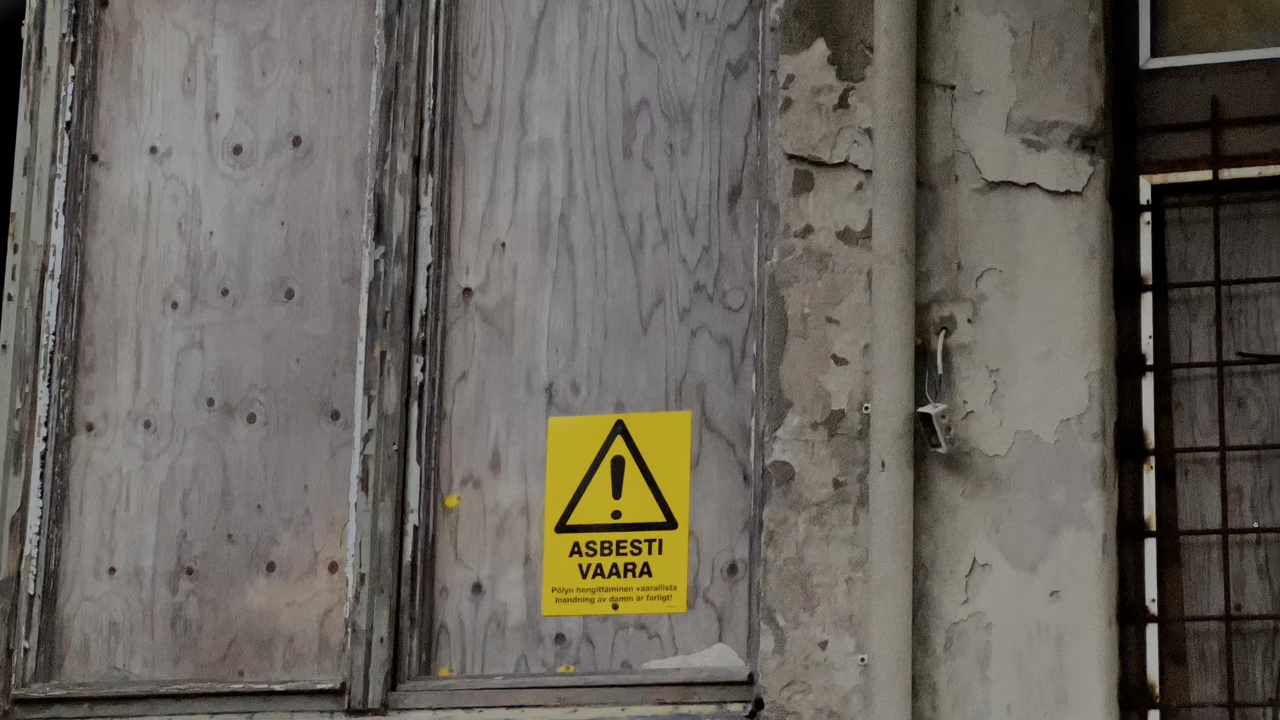 ASBESTI
VAARA
Pölyn hengittäminen vaarallista
Inandning av damm är farligt!